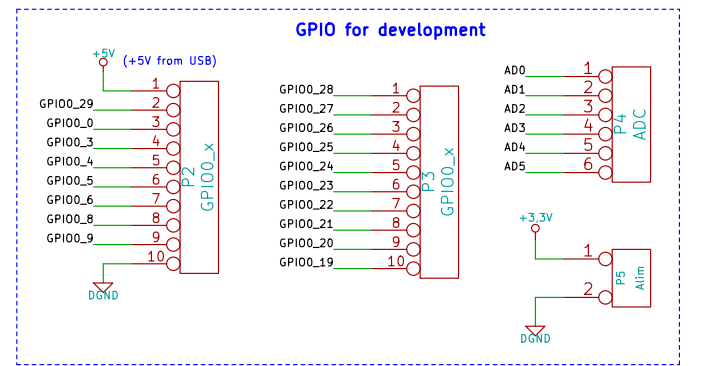 GPIO for development
+5V
(+5V from USB)
1
GPIO0_29 2
GPIO0_0 3
GPIO0_3 4
GPIO0_4 5
GPIO0_5 6
GPIO0_6 7
GPIO0_8 8
GPIO0_9 9
10
DGND
P2
GPIO0_x
GPIO0_28 1
GPIO0_27 2
GPIO0_26 3
GPIO0_25 4
GPIO0_24 5
GPIO0_23 6
GPIO0_22 7
GPIO0_21 8
GPIO0_20 9
GPIO0_19 10
P3
GPIO0_x
AD0 1
AD1 2
AD2 3
AD3 4
AD4 5
AD5 6
P4
ADC
+3,3V
1
2
DGND
P5
Alim